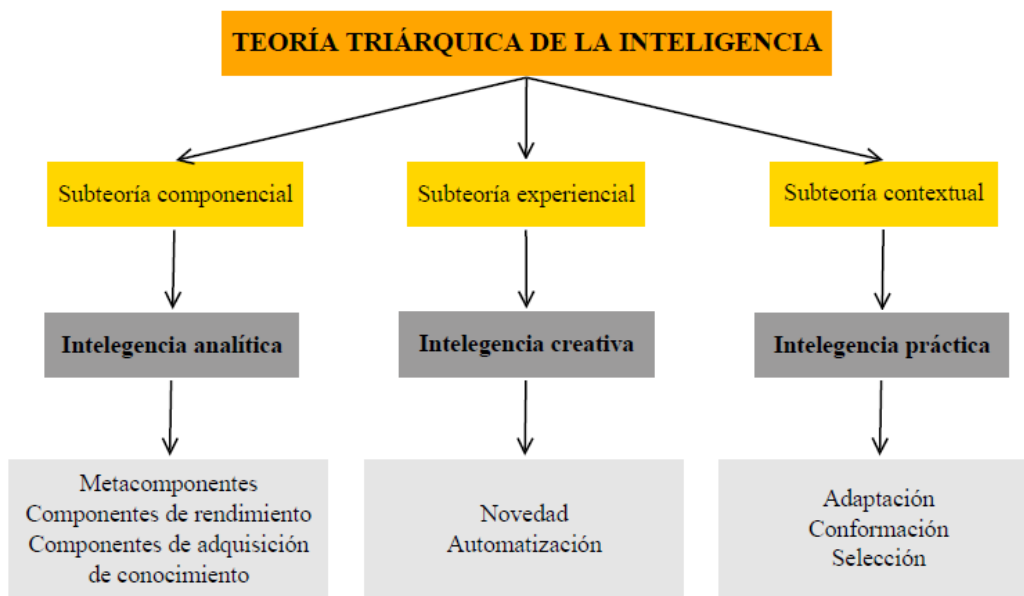 TEORÍA TRIÁRQUICA DE LA INTELIGENCIA
Subteoría componencial
Subteoría experiencial
Subteoría contextual
Intelegencia analítica
Intelegencia creativa
Intelegencia práctica
Metacomponentes
Componentes de rendimiento
Componentes de adquisición
de conocimiento
Novedad
Automatización
Adaptación
Conformación
Selección